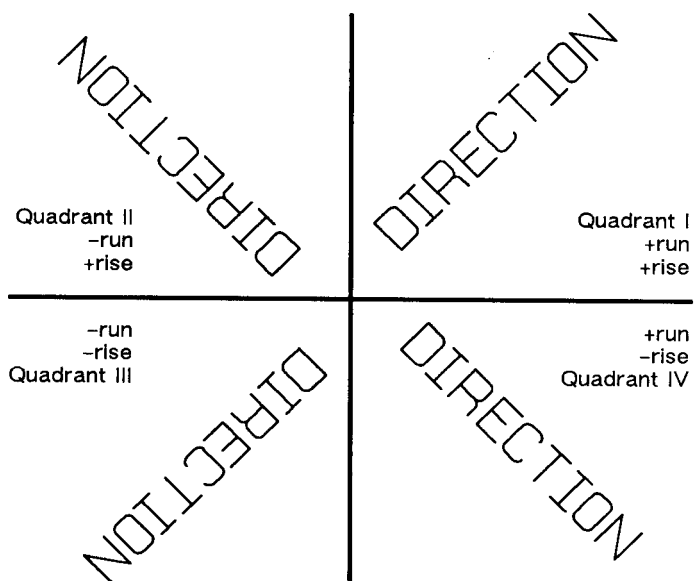 DIRECTION
Quadrant II
-run
+rise
DIRECTION
Quadrant I
+run
+rise
-run
-rise
Quadrant III
DIRECTION
+run
-rise
Quadrant IV
DIRECTION